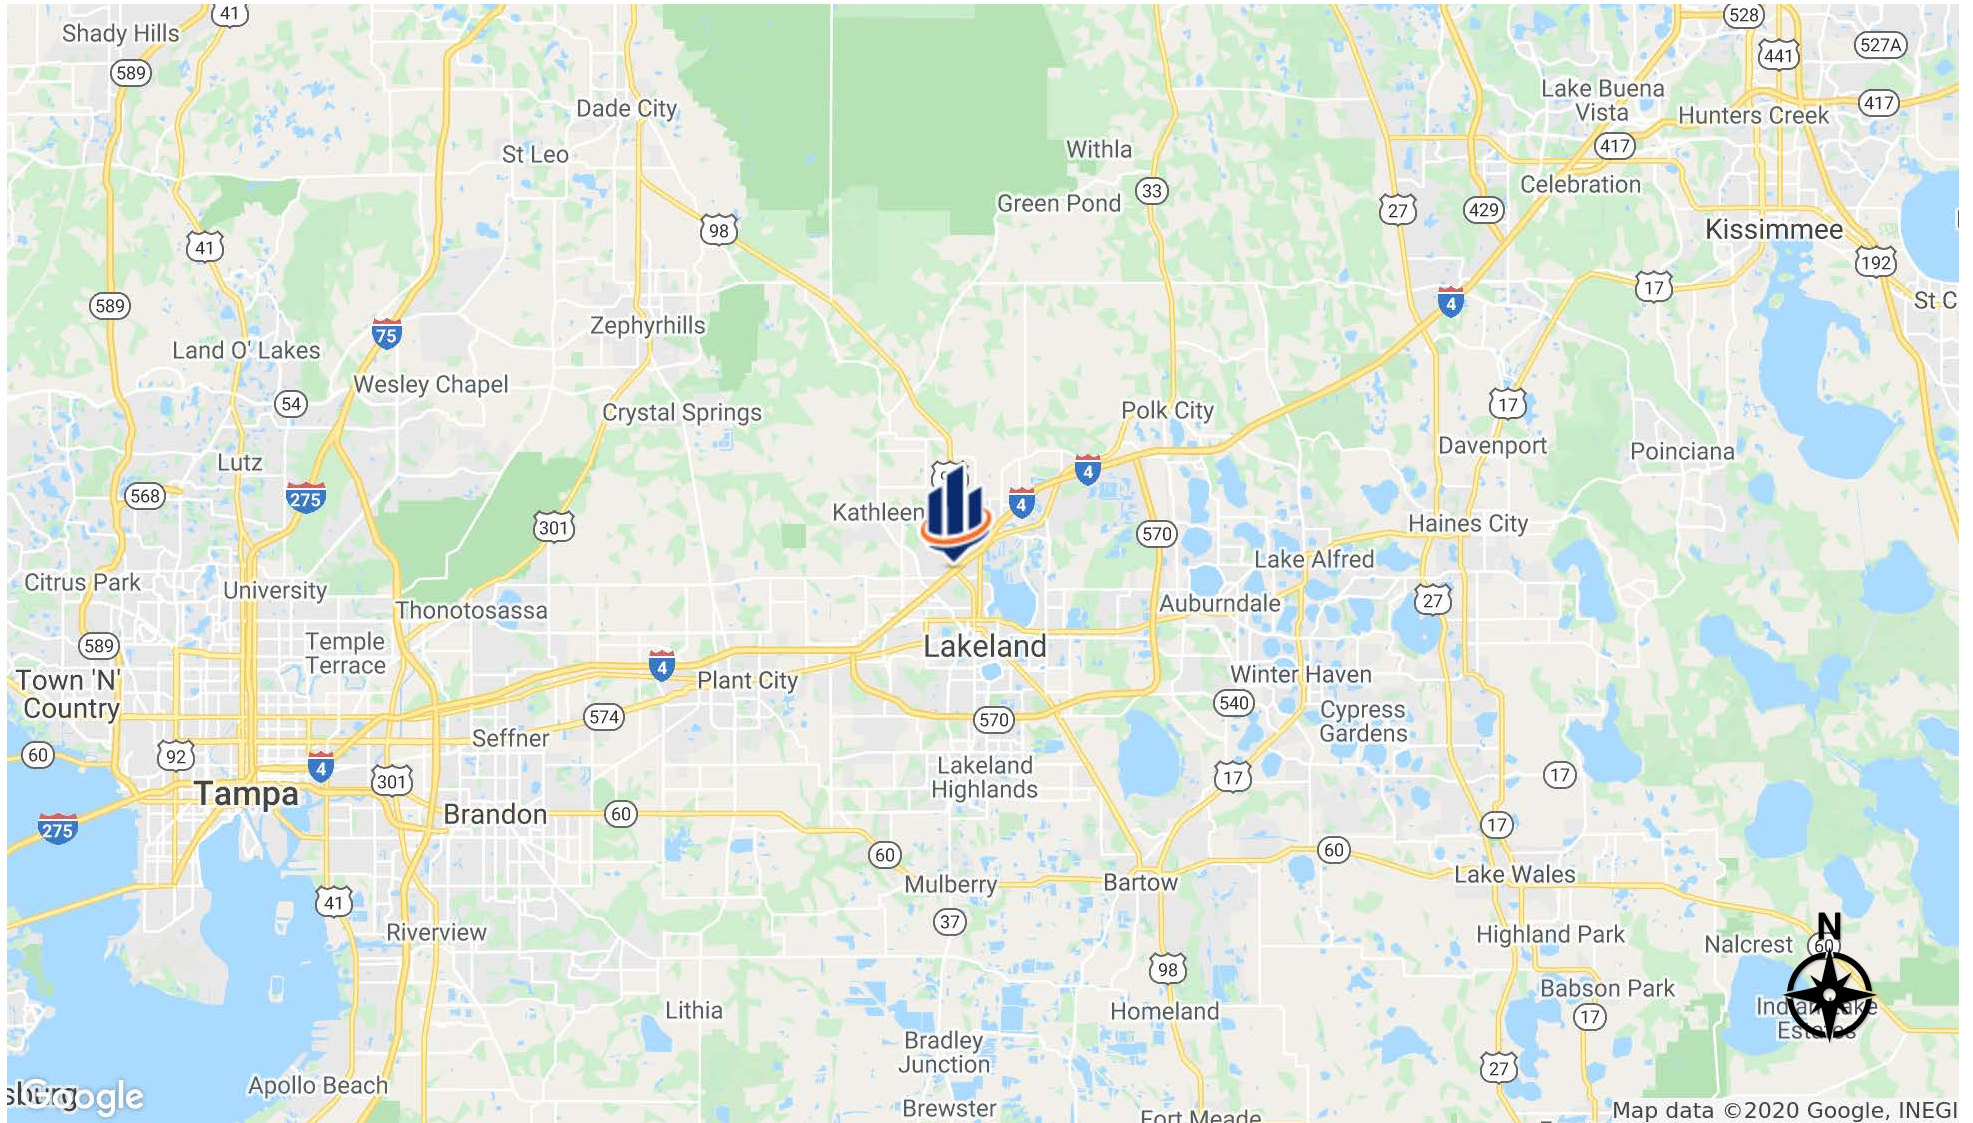 41
Shady Hills
528
527A
441
589
Lake Buena
Vista
417
Dade City
Hunters Creek
417
Withla
St Leo
Celebration
33
Green Pond
27
429
98
Kissimmee
41
192
17
589
4
St C
Zephyrhills
75
Land O' Lakes
Wesley Chapel
54
17
Crystal Springs
Polk City
Davenport
Poinciana
Lutz
4
568
275
4
Kathleen
301
Haines City
570
Lake Alfred
Citrus Park
University
27
Auburndale
Thonotosassa
589
Temple
Terrace
Lakeland
4
Town 'N'
Country
Plant City
Winter Haven
540
574
570
Cypress
Gardens
Seffner
60
92
4
301
Lakeland
Highlands
17
17
Tampa
Brandon
60
275
17
60
60
Mulberry
Bartow
Lake Wales
41
37
Riverview
Highland Park
N
Nalcrest
60
98
Babson Park
Lithia
Homeland
Indian Lake
Estates
17
Bradley
Junction
27
Apollo Beach
sburg
Google
Brewster
Fort Meade
Map data ©2020 Google, INEGI